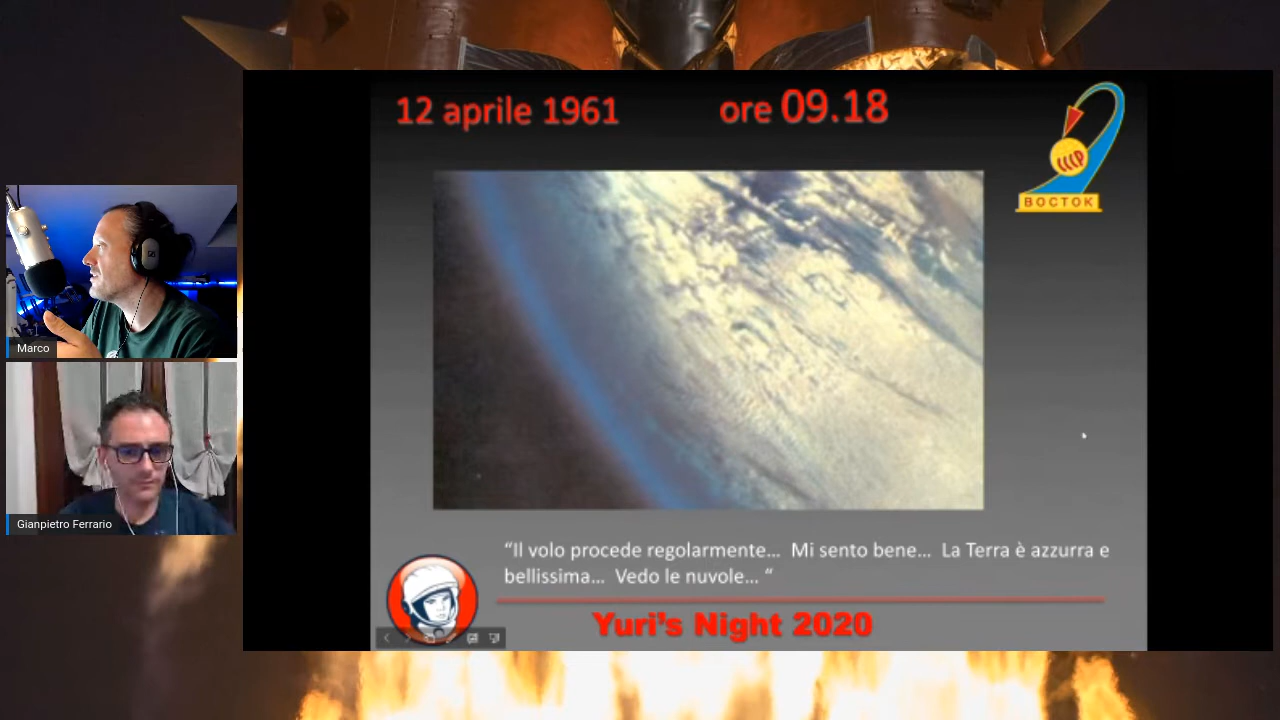 12 aprile 1961 ore 09.18
СССР
ВОСТОК
Marco
Gianpietro Ferrario
“Il volo procede regolarmente... Mi sento bene... La Terra è azzurra e
bellissima... Vedo le nuvole... “
Yuri’s Night 2020